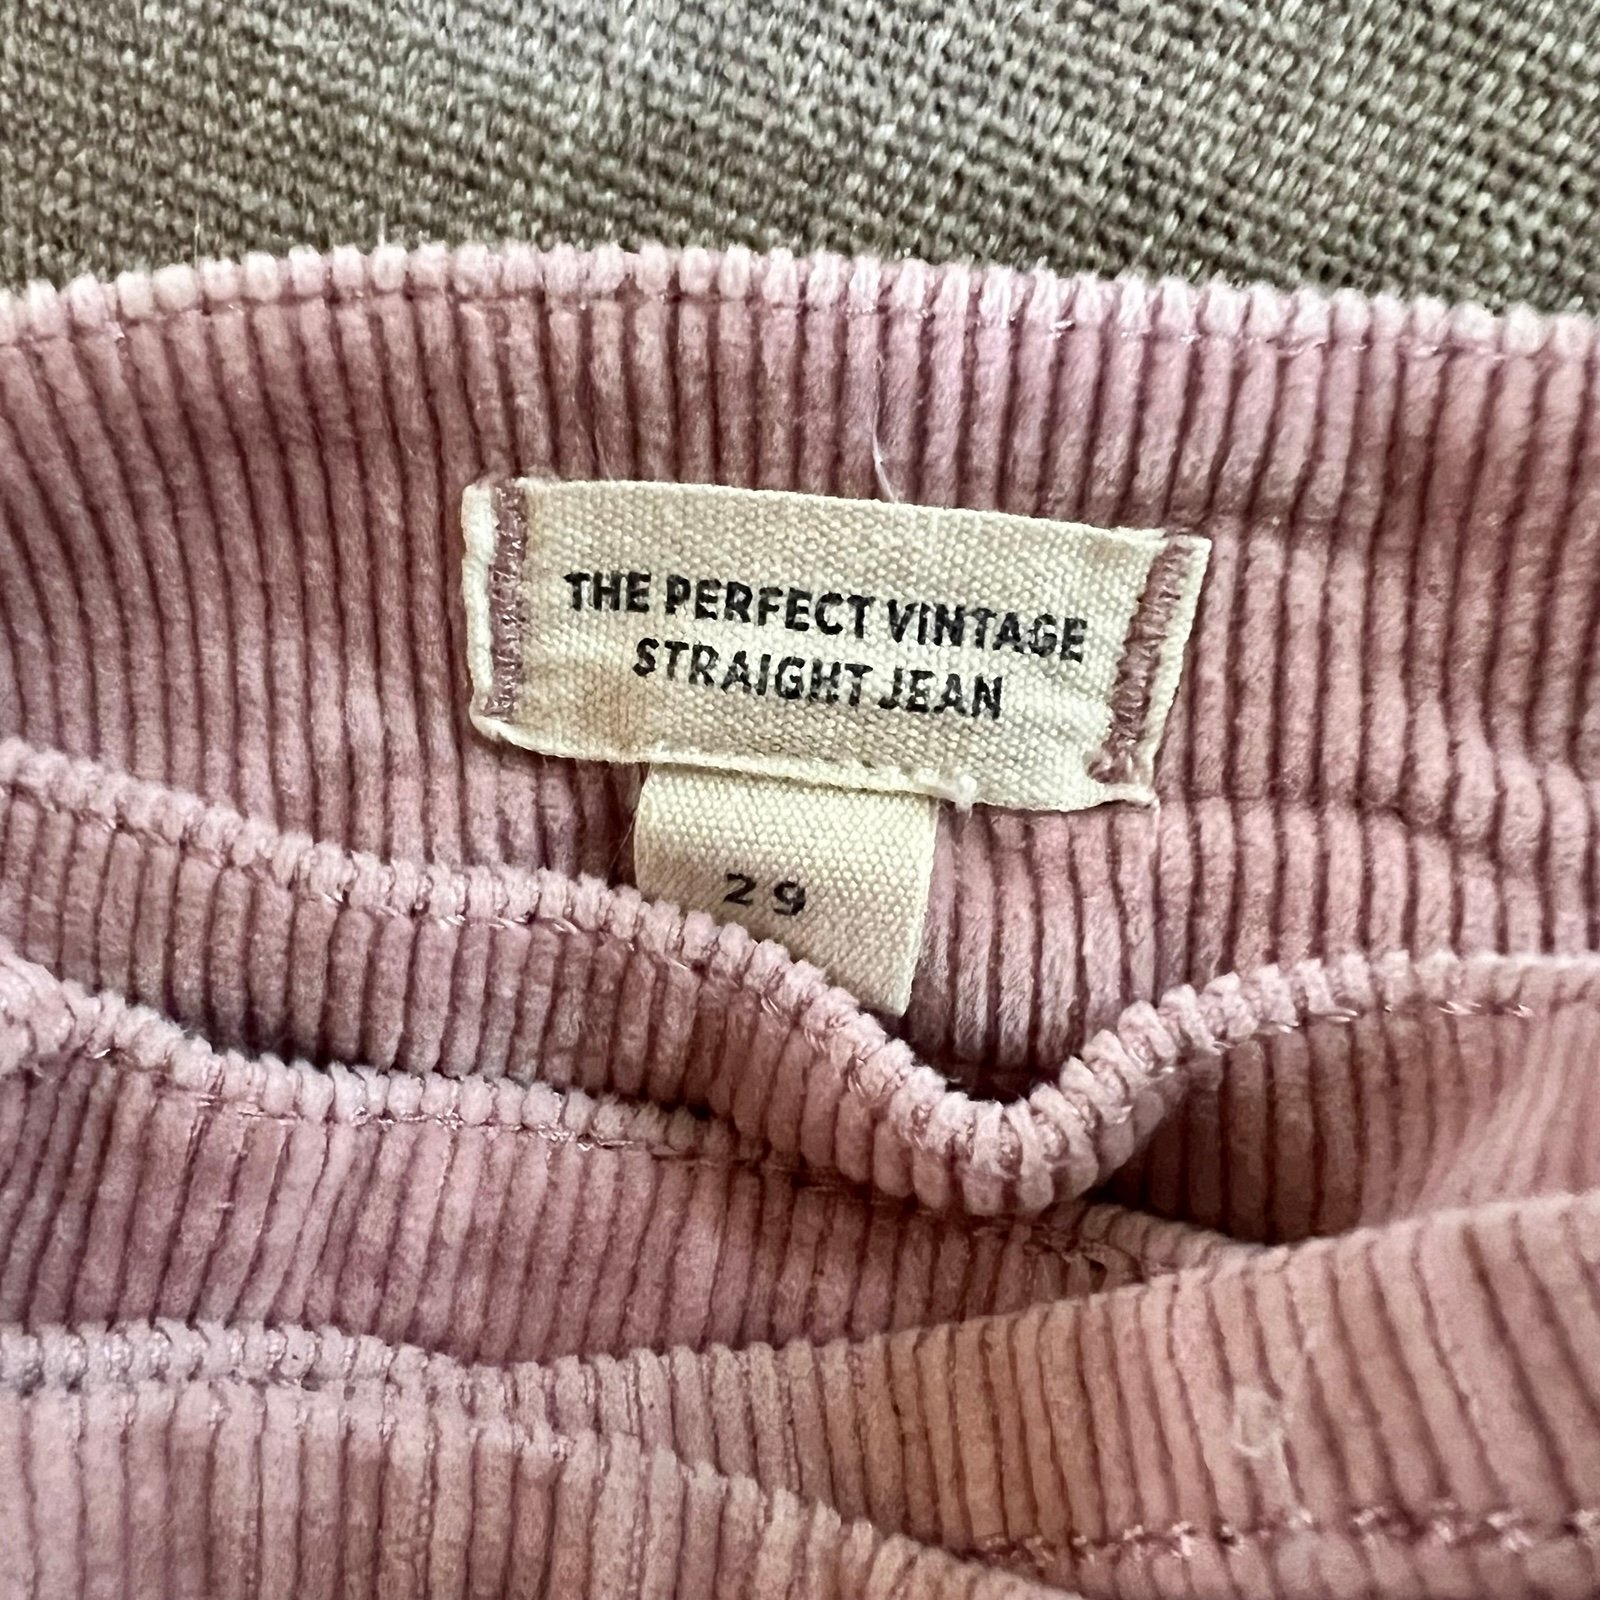 THE PERFECT VINTAGE
STRAIGHT JEAN
29